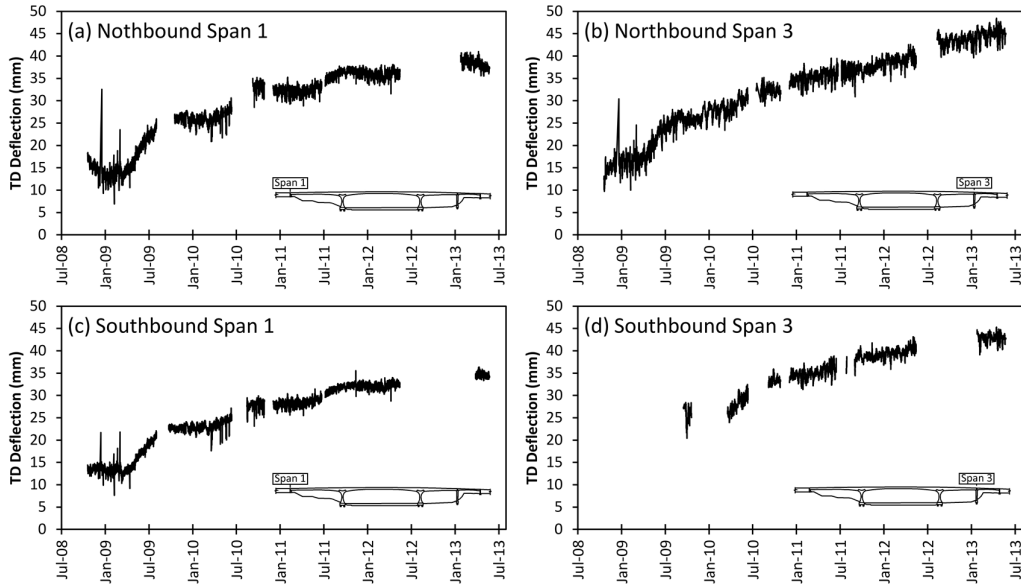 (a) Nothbound Span 1
TD Deflection (mm)
50
45
40
35
30
25
20
15
10
5
0
Span 1
Jul-08
Jan-09
Jul-09
Jan-10
Jul-10
Jan-11
Jul-11
Jan-12
Jul-12
Jan-13
Jul-13
(b) Northbound Span 3
TD Deflection (mm)
50
45
40
35
30
25
20
15
10
5
0
Span 3
Jul-08
Jan-09
Jul-09
Jan-10
Jul-10
Jan-11
Jul-11
Jan-12
Jul-12
Jan-13
Jul-13
(c) Southbound Span 1
TD Deflection (mm)
50
45
40
35
30
25
20
15
10
5
0
Span 1
Jul-08
Jan-09
Jul-09
Jan-10
Jul-10
Jan-11
Jul-11
Jan-12
Jul-12
Jan-13
Jul-13
(d) Southbound Span 3
TD Deflection (mm)
50
45
40
35
30
25
20
15
10
5
0
Span 3
Jul-08
Jan-09
Jul-09
Jan-10
Jul-10
Jan-11
Jul-11
Jan-12
Jul-12
Jan-13
Jul-13